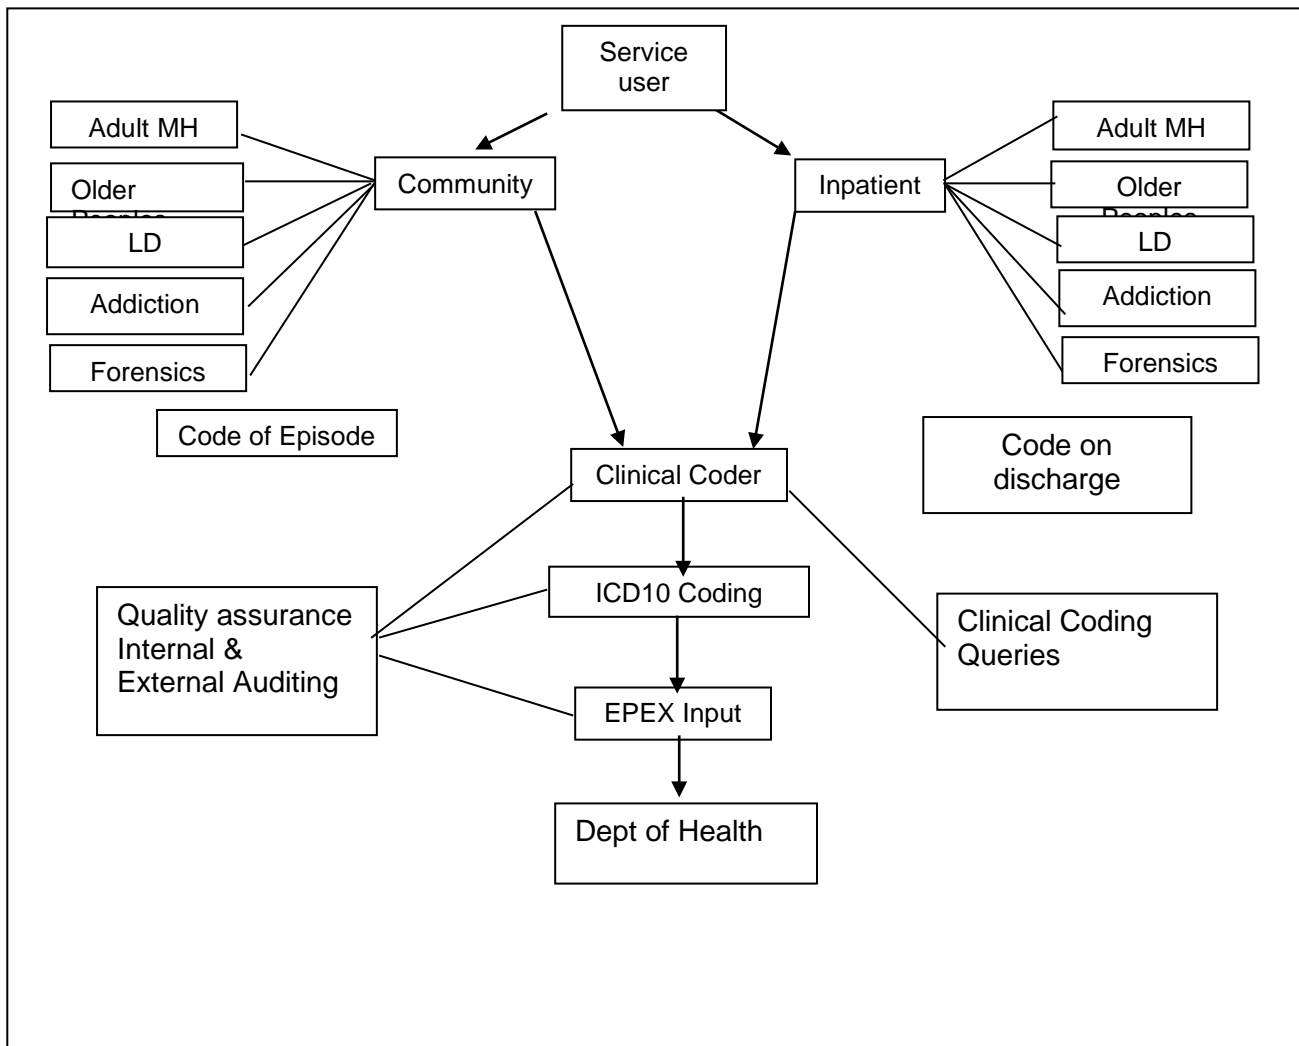 Service
user
Adult MH
Older
LD
Addiction
Forensics
Community
Inpatient
Adult MH
Older
LD
Addiction
Forensics
Code of Episode
Code on
discharge
Clinical Coder
ICD10 Coding
EPEX Input
Dept of Health
Quality assurance
Internal &
External Auditing
Clinical Coding
Queries